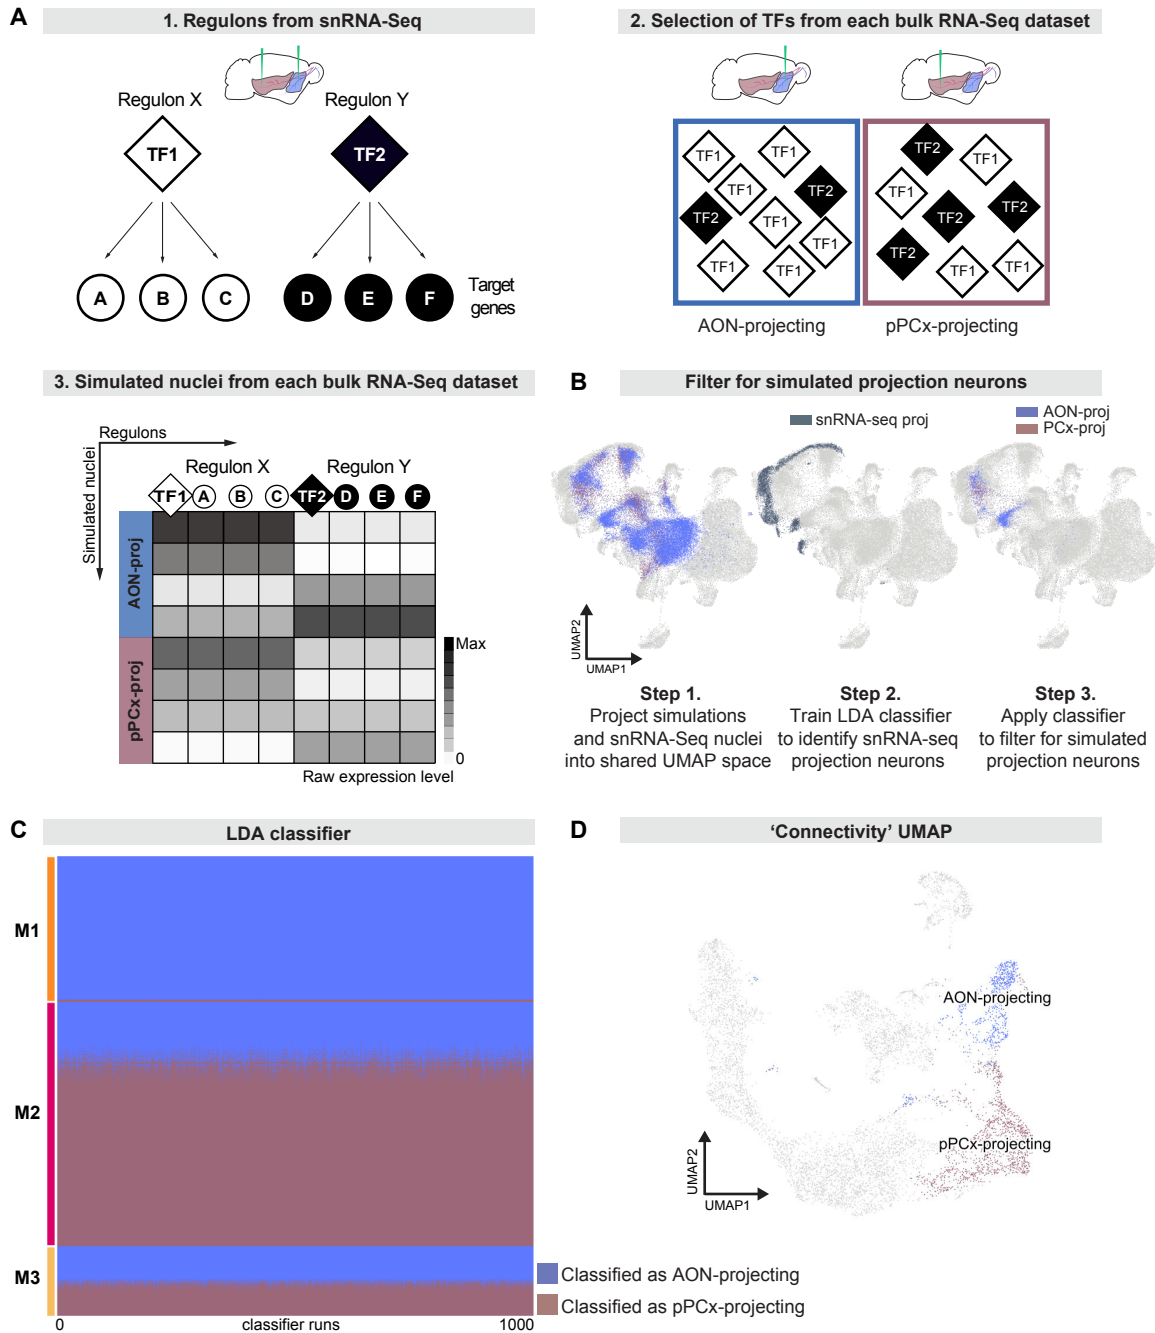 A
1. Regulons from snRNA-Seq
Regulon X
Regulon Y
TF1
TF2
A
B
C
D
E
F
Target
genes
2. Selection of TFs from each bulk RNA-Seq dataset
TF1
TF1
TF1
TF2
TF2
TF1
TF1
TF1
TF1
TF2
TF1
TF1
TF2
TF2
TF2
TF1
TF1
AON-projecting
pPCx-projecting
3. Simulated nuclei from each bulk RNA-Seq dataset
Regulons
Simulated nuclei
Regulon X
Regulon Y
TF1
A
B
C
TF2
D
E
F
AON-proj
pPCx-proj
Max
0
Raw expression level
B
Filter for simulated projection neurons
snRNA-seq proj
AON-proj
PCx-proj
UMAP2
UMAP1
Step 1.
Project simulations
and snRNA-Seq nuclei
into shared UMAP space
Step 2.
Train LDA classifier
to identify snRNA-seq
projection neurons
Step 3.
Apply classifier
to filter for simulated
projection neurons
C
LDA classifier
M1
M2
M3
0
classifier runs
1000
Classified as AON-projecting
Classified as pPCx-projecting
D
‘Connectivity’ UMAP
AON-projecting
pPCx-projecting
UMAP2
UMAP1